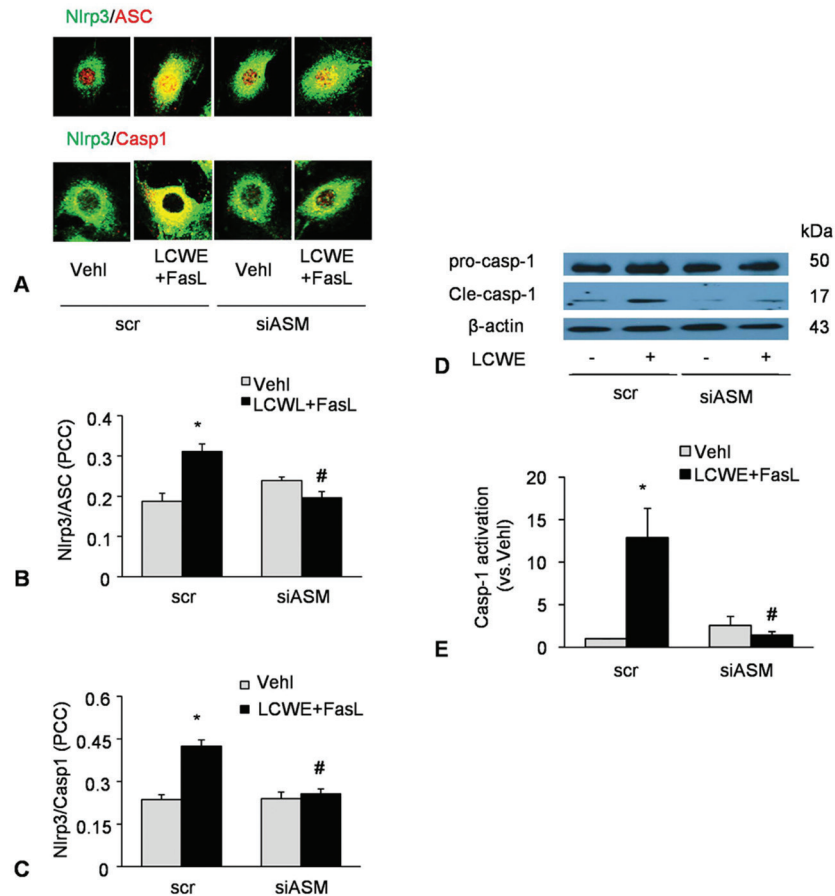 Nlrp3/ASC
Nlrp3/Casp1
Vehl LCWE +FasL Vehl LCWE +FasL
A
scr siASM
Vehl
LCWL+FasL
Nlrp3/ASC (PCC)
0.4
0.3
0.2
0.1
0
*
#
scr siASM
B
Vehl
LCWE+FasL
Nlrp3/Casp1 (PCC)
0.6
0.45
0.3
0.15
0
*
#
scr siASM
C
kDa
pro-casp-1 50
Cle-casp-1 17
β-actin 43
LCWE - + - +
D
scr siASM
Vehl
LCWE+FasL
Casp-1 activation
(vs.Vehl)
20
15
10
5
0
*
#
scr siASM
E